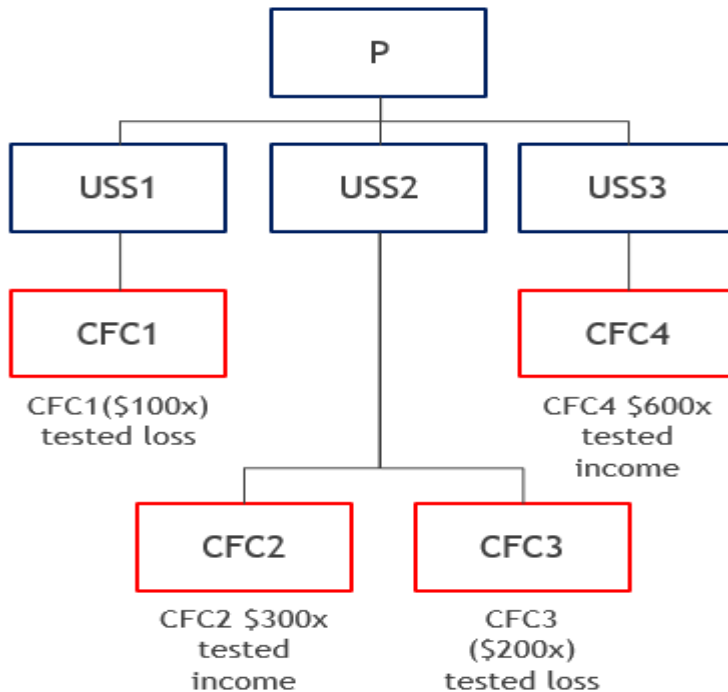 P
USS1
USS2
USS3
CFC1
CFC4
CFC1($100x)
tested loss
CFC4 $600x
tested
income
CFC2
CFC3
CFC2 $300x
tested
income
CFC3
($200x)
tested loss